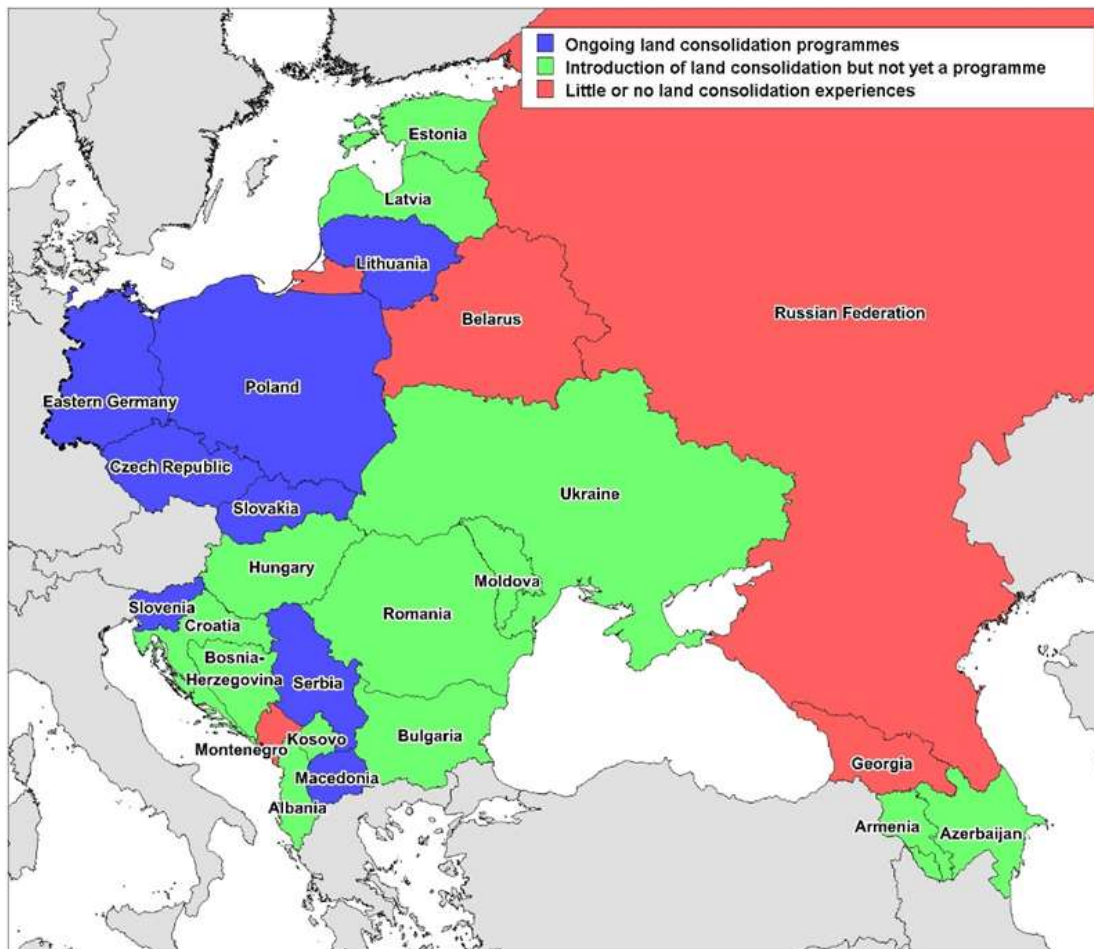 Ongoing land consolidation programmes
Introduction of land consolidation but not yet a programme
Little or no land consolidation experiences
Estonia
Latvia
Lithuania
Russian Federation
Belarus
Poland
Eastern Germany
Czech Republic
Ukraine
Slovakia
Hungary
Moldova
Slovenia
Romania
Croatia
Bosnia-
Herzegovina
Serbia
Bulgaria
Kosovo
Montenegro
Georgia
Macedonia
Albania
Armenia
Azerbaijan